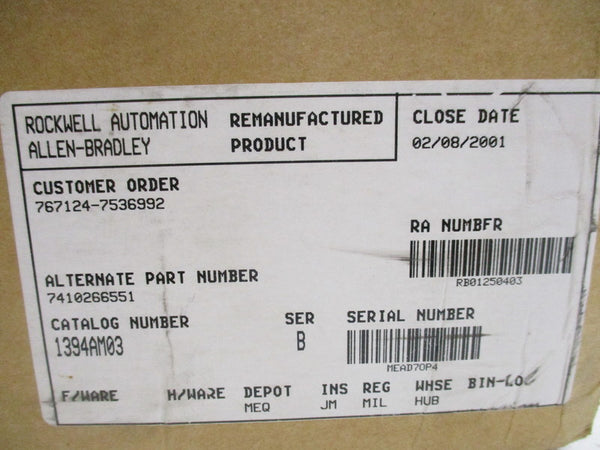 ROCKWELL AUTOMATION REMANUFACTURED CLOSE DATE
ALLEN-BRADLEY PRODUCT 02/08/2001
CUSTOMER ORDER
767124-7536992
RA NUMBER
RB01250403
ALTERNATE PART NUMBER
7410266551
CATALOG NUMBER SER SERIAL NUMBER
1394AM03 B
MEAD70P4
F/WARE H/WARE DEPOT INS REG WHSE BIN-LOC
MEQ JM MIL HUB